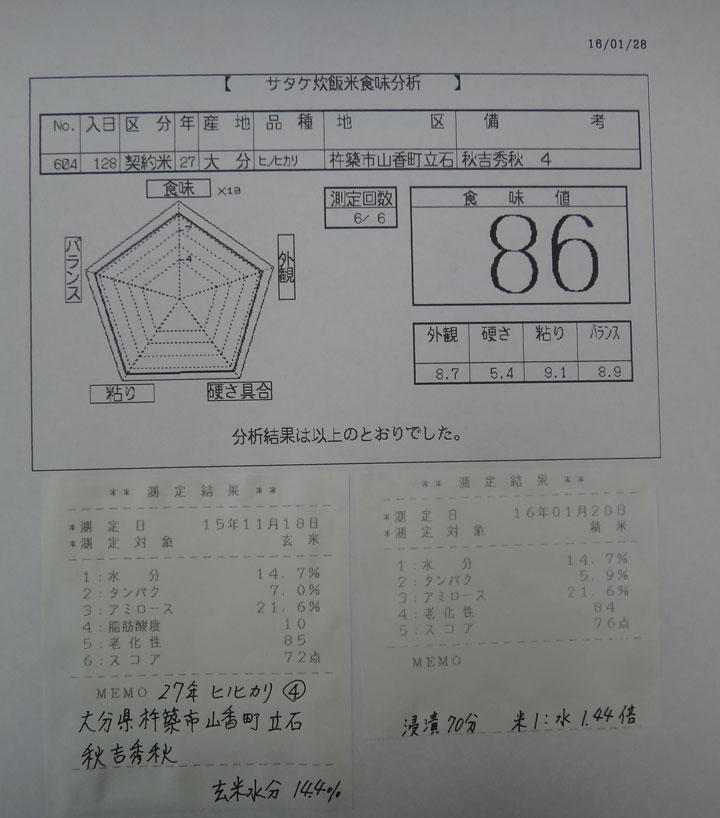 16/01/28
【 サタケ炊飯米食味分析 】
No. 入日 区分 年 産地 品種 地区 備考
604 128 契約米 27 大分 ﾋﾉﾋｶﾘ 杵築市山香町立石 秋吉秀秋 4
食味 ×10
7
4
バランス
外観
粘り
硬さ具合
測定回数
6/ 6
食味値
86
外観 硬さ 粘り ﾊﾞﾗﾝｽ
8.7 5.4 9.1 8.9
分析結果は以上のとおりでした。
** 測定結果 **
*測定日 15年11月18日
*測定対象 玄米
1:水分 14.7%
2:タンパク 7.0%
3:アミロース 21.6%
4:脂肪酸度 10
5:老化性 85
6:スコア 72点
MEMO 27年 ヒノヒカリ ④
大分県杵築市山香町立石
秋吉秀秋
玄米水分 14.4%
** 測定結果 **
*測定日 16年01月28日
*測定対象 精米
1:水分 14.7%
2:タンパク 5.9%
3:アミロース 21.6%
4:老化性 84
5:スコア 76点
MEMO
浸漬70分 米1:水1.44倍